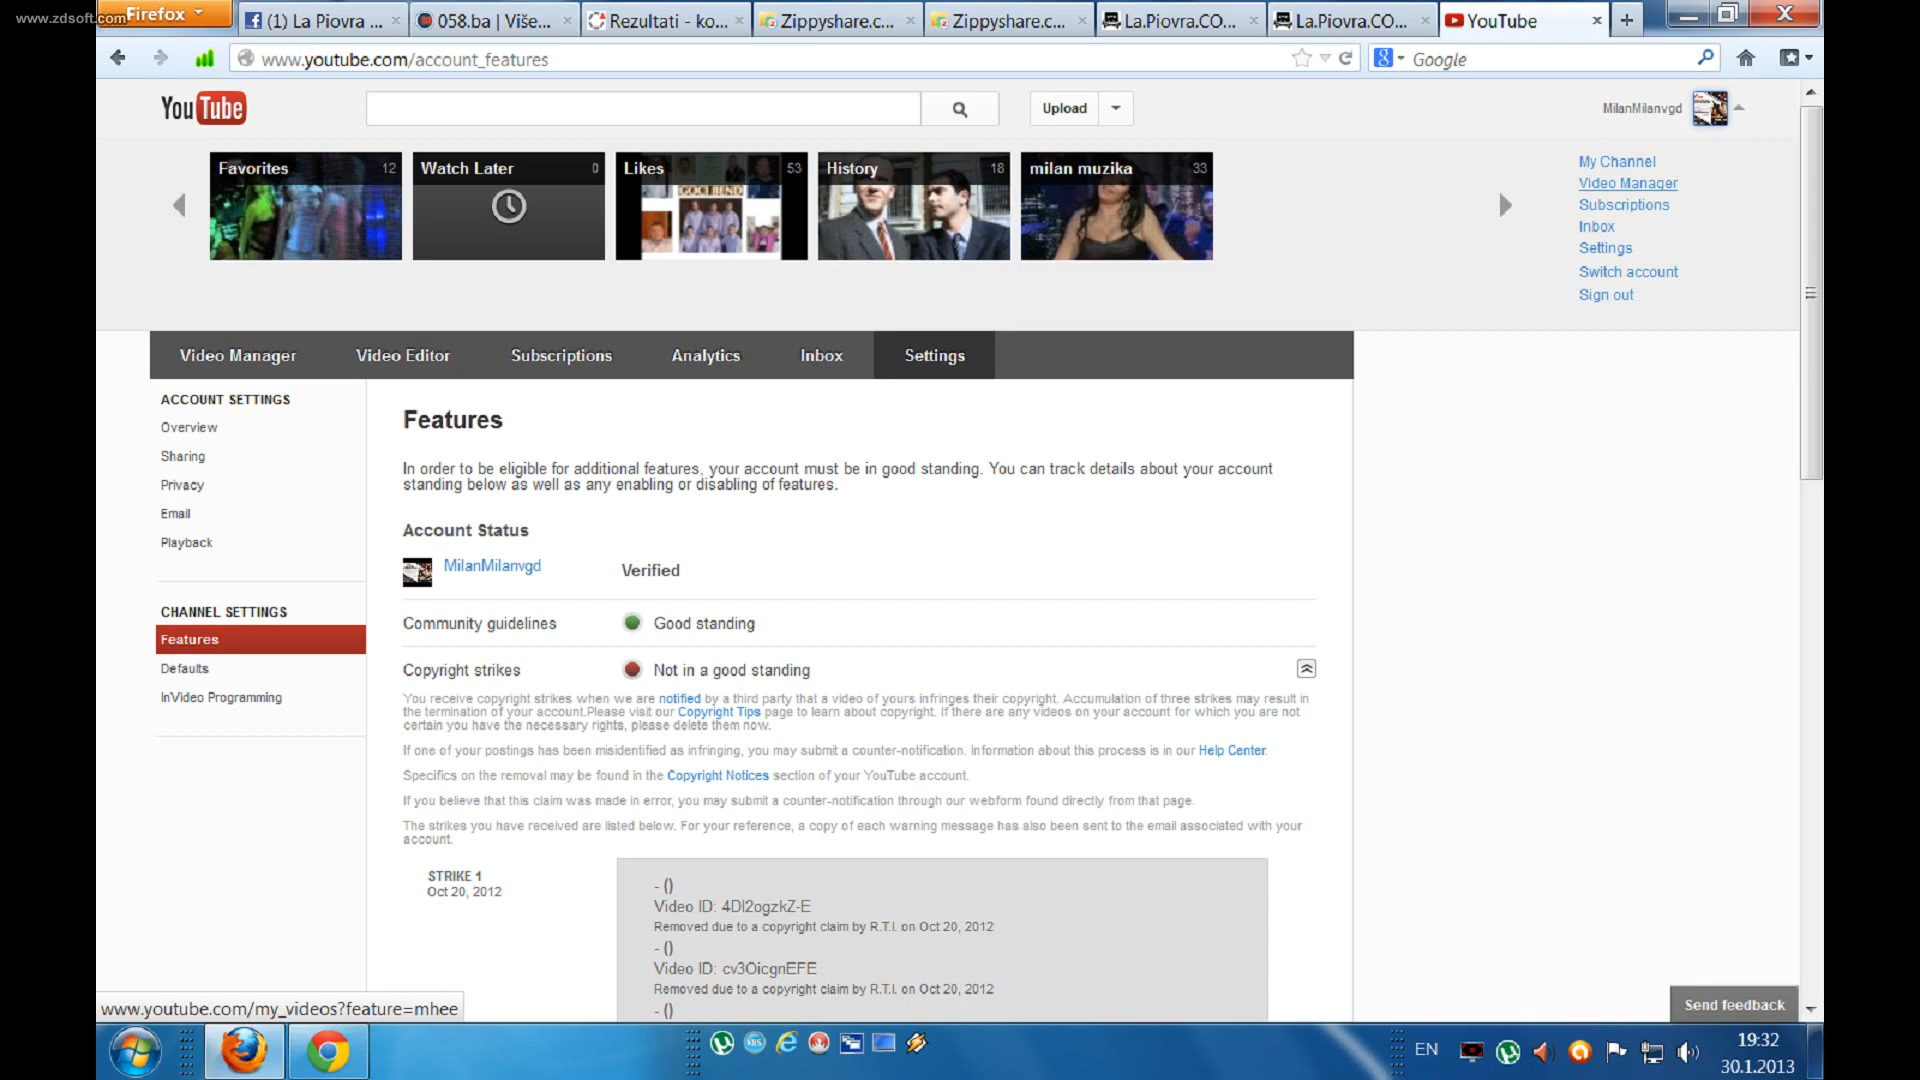 www.zdsoft.com
Firefox
(1) La Piovra ...
058.ba | Više...
Rezultati - ko...
Zippyshare.c...
Zippyshare.c...
La.Piovra.CO...
La.Piovra.CO...
YouTube
www.youtube.com/account_features
Google
YouTube
Upload
MilanMilanvgd
Favorites 12
Watch Later 0
Likes 53
History 18
milan muzika 33
GOCI BEND
My Channel
Video Manager
Subscriptions
Inbox
Settings
Switch account
Sign out
Video Manager
Video Editor
Subscriptions
Analytics
Inbox
Settings
ACCOUNT SETTINGS
Overview
Sharing
Privacy
Email
Playback
CHANNEL SETTINGS
Features
Defaults
InVideo Programming
Features
In order to be eligible for additional features, your account must be in good standing. You can track details about your account
standing below as well as any enabling or disabling of features.
Account Status
MilanMilanvgd Verified
Community guidelines Good standing
Copyright strikes Not in a good standing
You receive copyright strikes when we are notified by a third party that a video of yours infringes their copyright. Accumulation of three strikes may result in
the termination of your account.Please visit our Copyright Tips page to learn about copyright. If there are any videos on your account for which you are not
certain you have the necessary rights, please delete them now.
If one of your postings has been misidentified as infringing, you may submit a counter-notification. Information about this process is in our Help Center.
Specifics on the removal may be found in the Copyright Notices section of your YouTube account.
If you believe that this claim was made in error, you may submit a counter-notification through our webform found directly from that page.
The strikes you have received are listed below. For your reference, a copy of each warning message has also been sent to the email associated with your
account.
STRIKE 1
Oct 20, 2012
- ()
Video ID: 4DI2ogzkZ-E
Removed due to a copyright claim by R.T.I. on Oct 20, 2012
- ()
Video ID: cv3OicgnEFE
Removed due to a copyright claim by R.T.I. on Oct 20, 2012
- ()
www.youtube.com/my_videos?feature=mhee
Send feedback
EN
19:32
30.1.2013